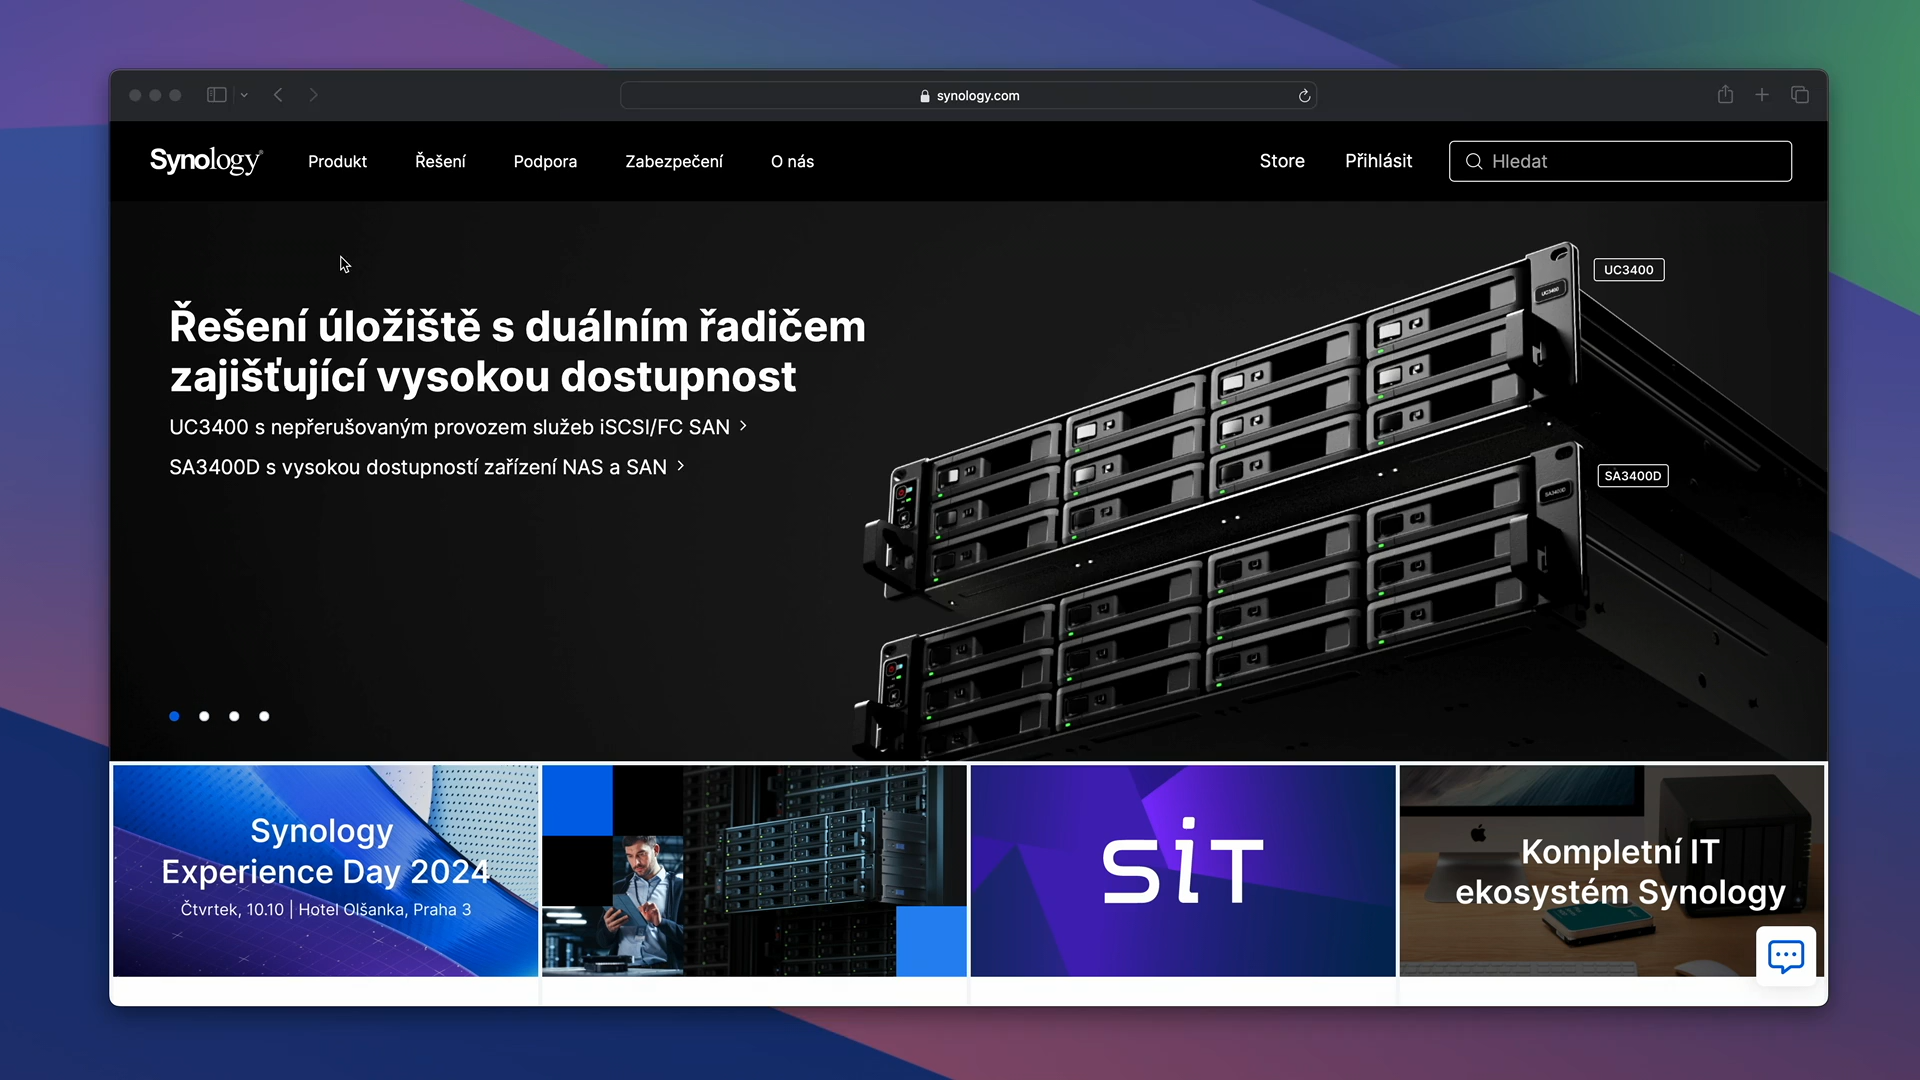 synology.com
Synology
Produkt
Řešení
Podpora
Zabezpečení
O nás
Store
Přihlásit
Hledat
Řešení úložiště s duálním řadičem
zajišťující vysokou dostupnost
UC3400 s nepřerušovaným provozem služeb iSCSI/FC SAN
SA3400D s vysokou dostupností zařízení NAS a SAN
UC3400
UC3400
SA3400D
SA3400D
Synology
Experience Day 2024
Čtvrtek, 10.10 | Hotel Olšanka, Praha 3
SiT
Kompletní IT
ekosystém Synology